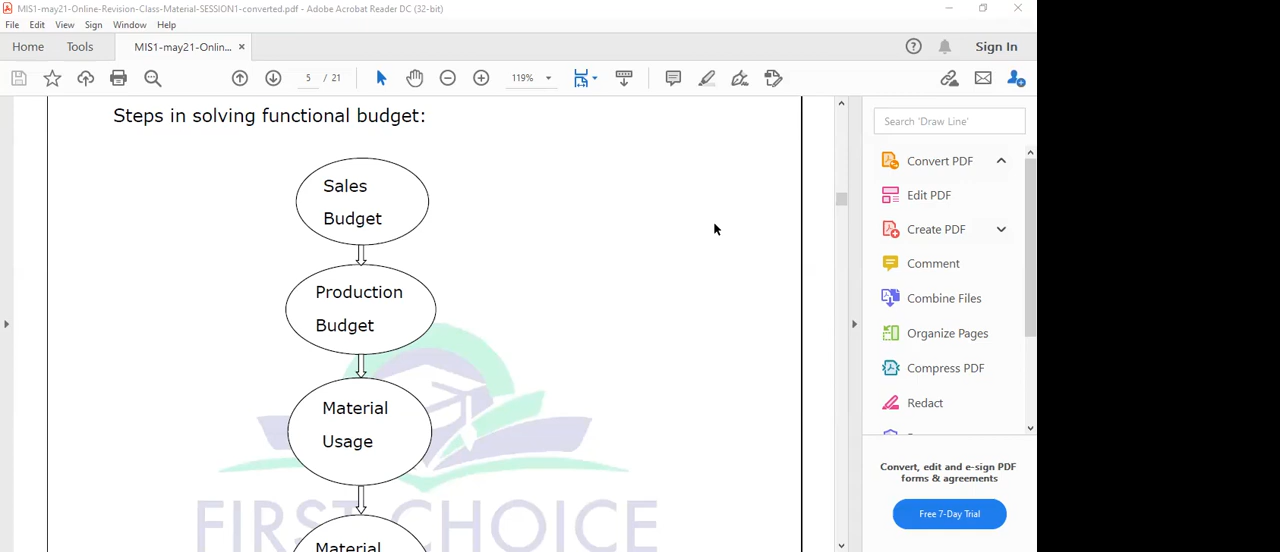 MIS1-may21-Online-Revision-Class-Material-SESSION1-converted.pdf - Adobe Acrobat Reader DC (32-bit)
File Edit View Sign Window Help
Home Tools MIS1-may21-Onlin... × Sign In
5 / 21 119%
Steps in solving functional budget:
Sales
Budget
Production
Budget
Material
Usage
Material
FIRST CHOICE
Search 'Draw Line'
Convert PDF
Edit PDF
Create PDF
Comment
Combine Files
Organize Pages
Compress PDF
Redact
Convert, edit and e-sign PDF
forms & agreements
Free 7-Day Trial